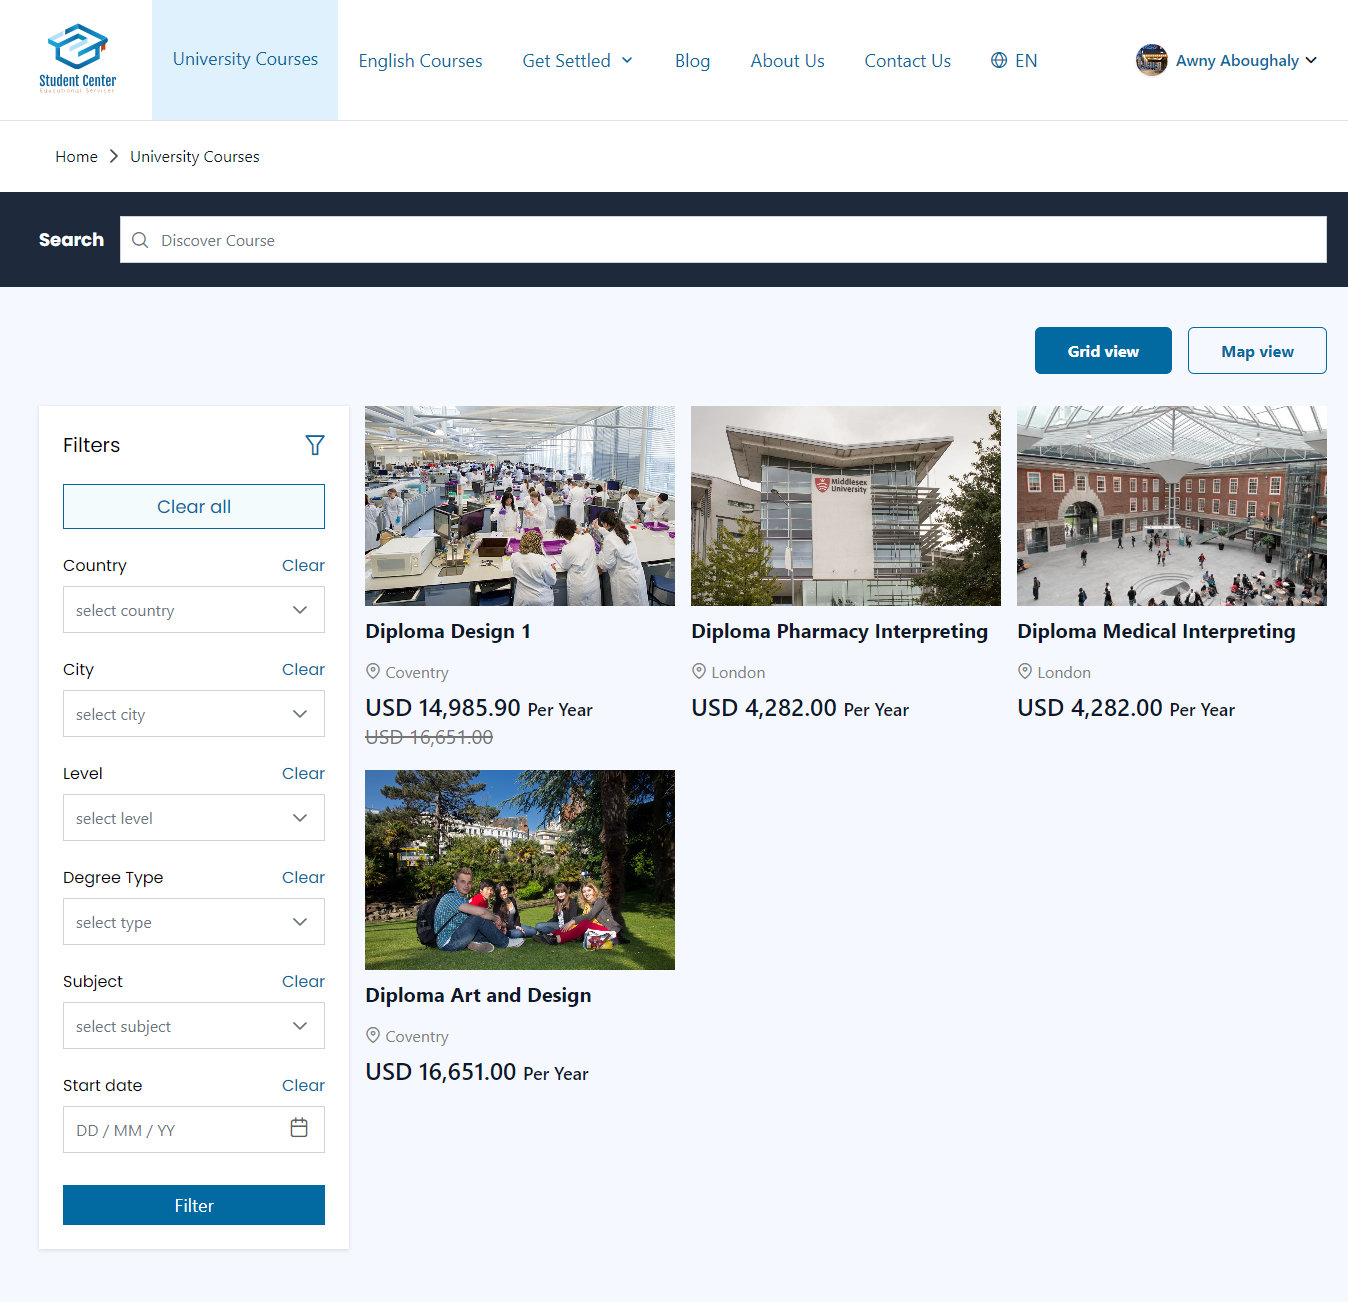 Student Center
Educational Services
University Courses
English Courses
Get Settled
Blog
About Us
Contact Us
EN
Awny Aboughaly
Home
University Courses
Search
Discover Course
Grid view
Map view
Filters
Clear all
Country Clear
select country
City Clear
select city
Level Clear
select level
Degree Type Clear
select type
Subject Clear
select subject
Start date Clear
DD / MM / YY
Filter
Diploma Design 1
Coventry
USD 14,985.90 Per Year
USD 16,651.00
Middlesex
University
Diploma Pharmacy Interpreting
London
USD 4,282.00 Per Year
Diploma Medical Interpreting
London
USD 4,282.00 Per Year
Diploma Art and Design
Coventry
USD 16,651.00 Per Year